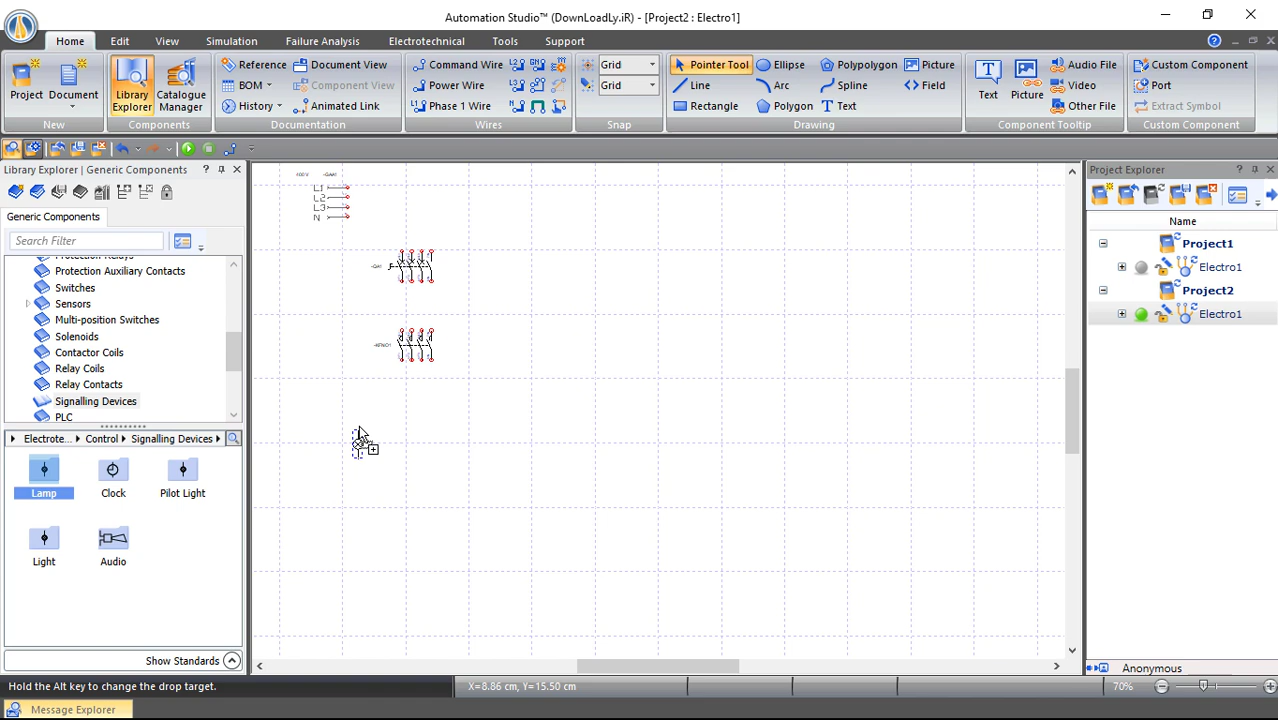 Automation Studio™ (DownLoadLy.iR) - [Project2 : Electro1]
Home Edit View Simulation Failure Analysis Electrotechnical Tools Support
Project Document Library Explorer Catalogue Manager
Reference Document View
BOM Component View
History Animated Link
Command Wire
Power Wire
Phase 1 Wire
Grid
Grid
Pointer Tool Ellipse Polypolygon Picture
Line Arc Spline Field
Rectangle Polygon Text
Text Picture
Audio File
Video
Other File
Custom Component
Port
Extract Symbol
New Components Documentation Wires Snap Drawing Component Tooltip Custom Component
Library Explorer | Generic Components
Generic Components
Search Filter
Protection Relays
Protection Auxiliary Contacts
Switches
Sensors
Multi-position Switches
Solenoids
Contactor Coils
Relay Coils
Relay Contacts
Signalling Devices
PLC
Electrote... Control Signalling Devices
Lamp Clock Pilot Light
Light Audio
Show Standards
L1
L2
L3
N
Project Explorer
Name
Project1
Electro1
Project2
Electro1
Anonymous
Hold the Alt key to change the drop target.
X=8.86 cm, Y=15.50 cm
70%
Message Explorer